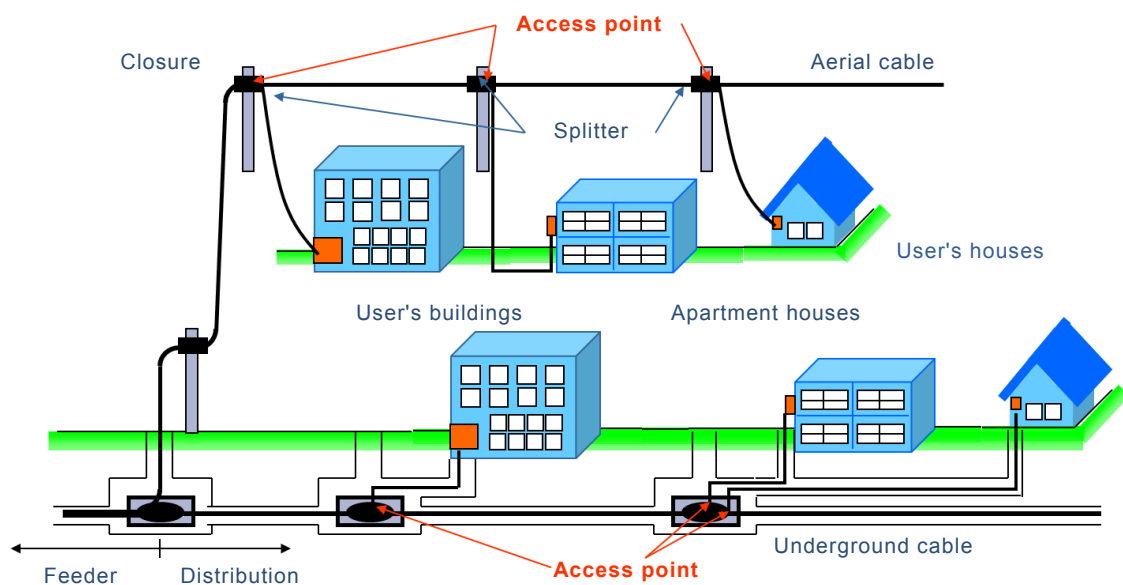 Access point
Closure
Aerial cable
Splitter
User's houses
User's buildings
Apartment houses
Underground cable
Access point
Feeder
Distribution